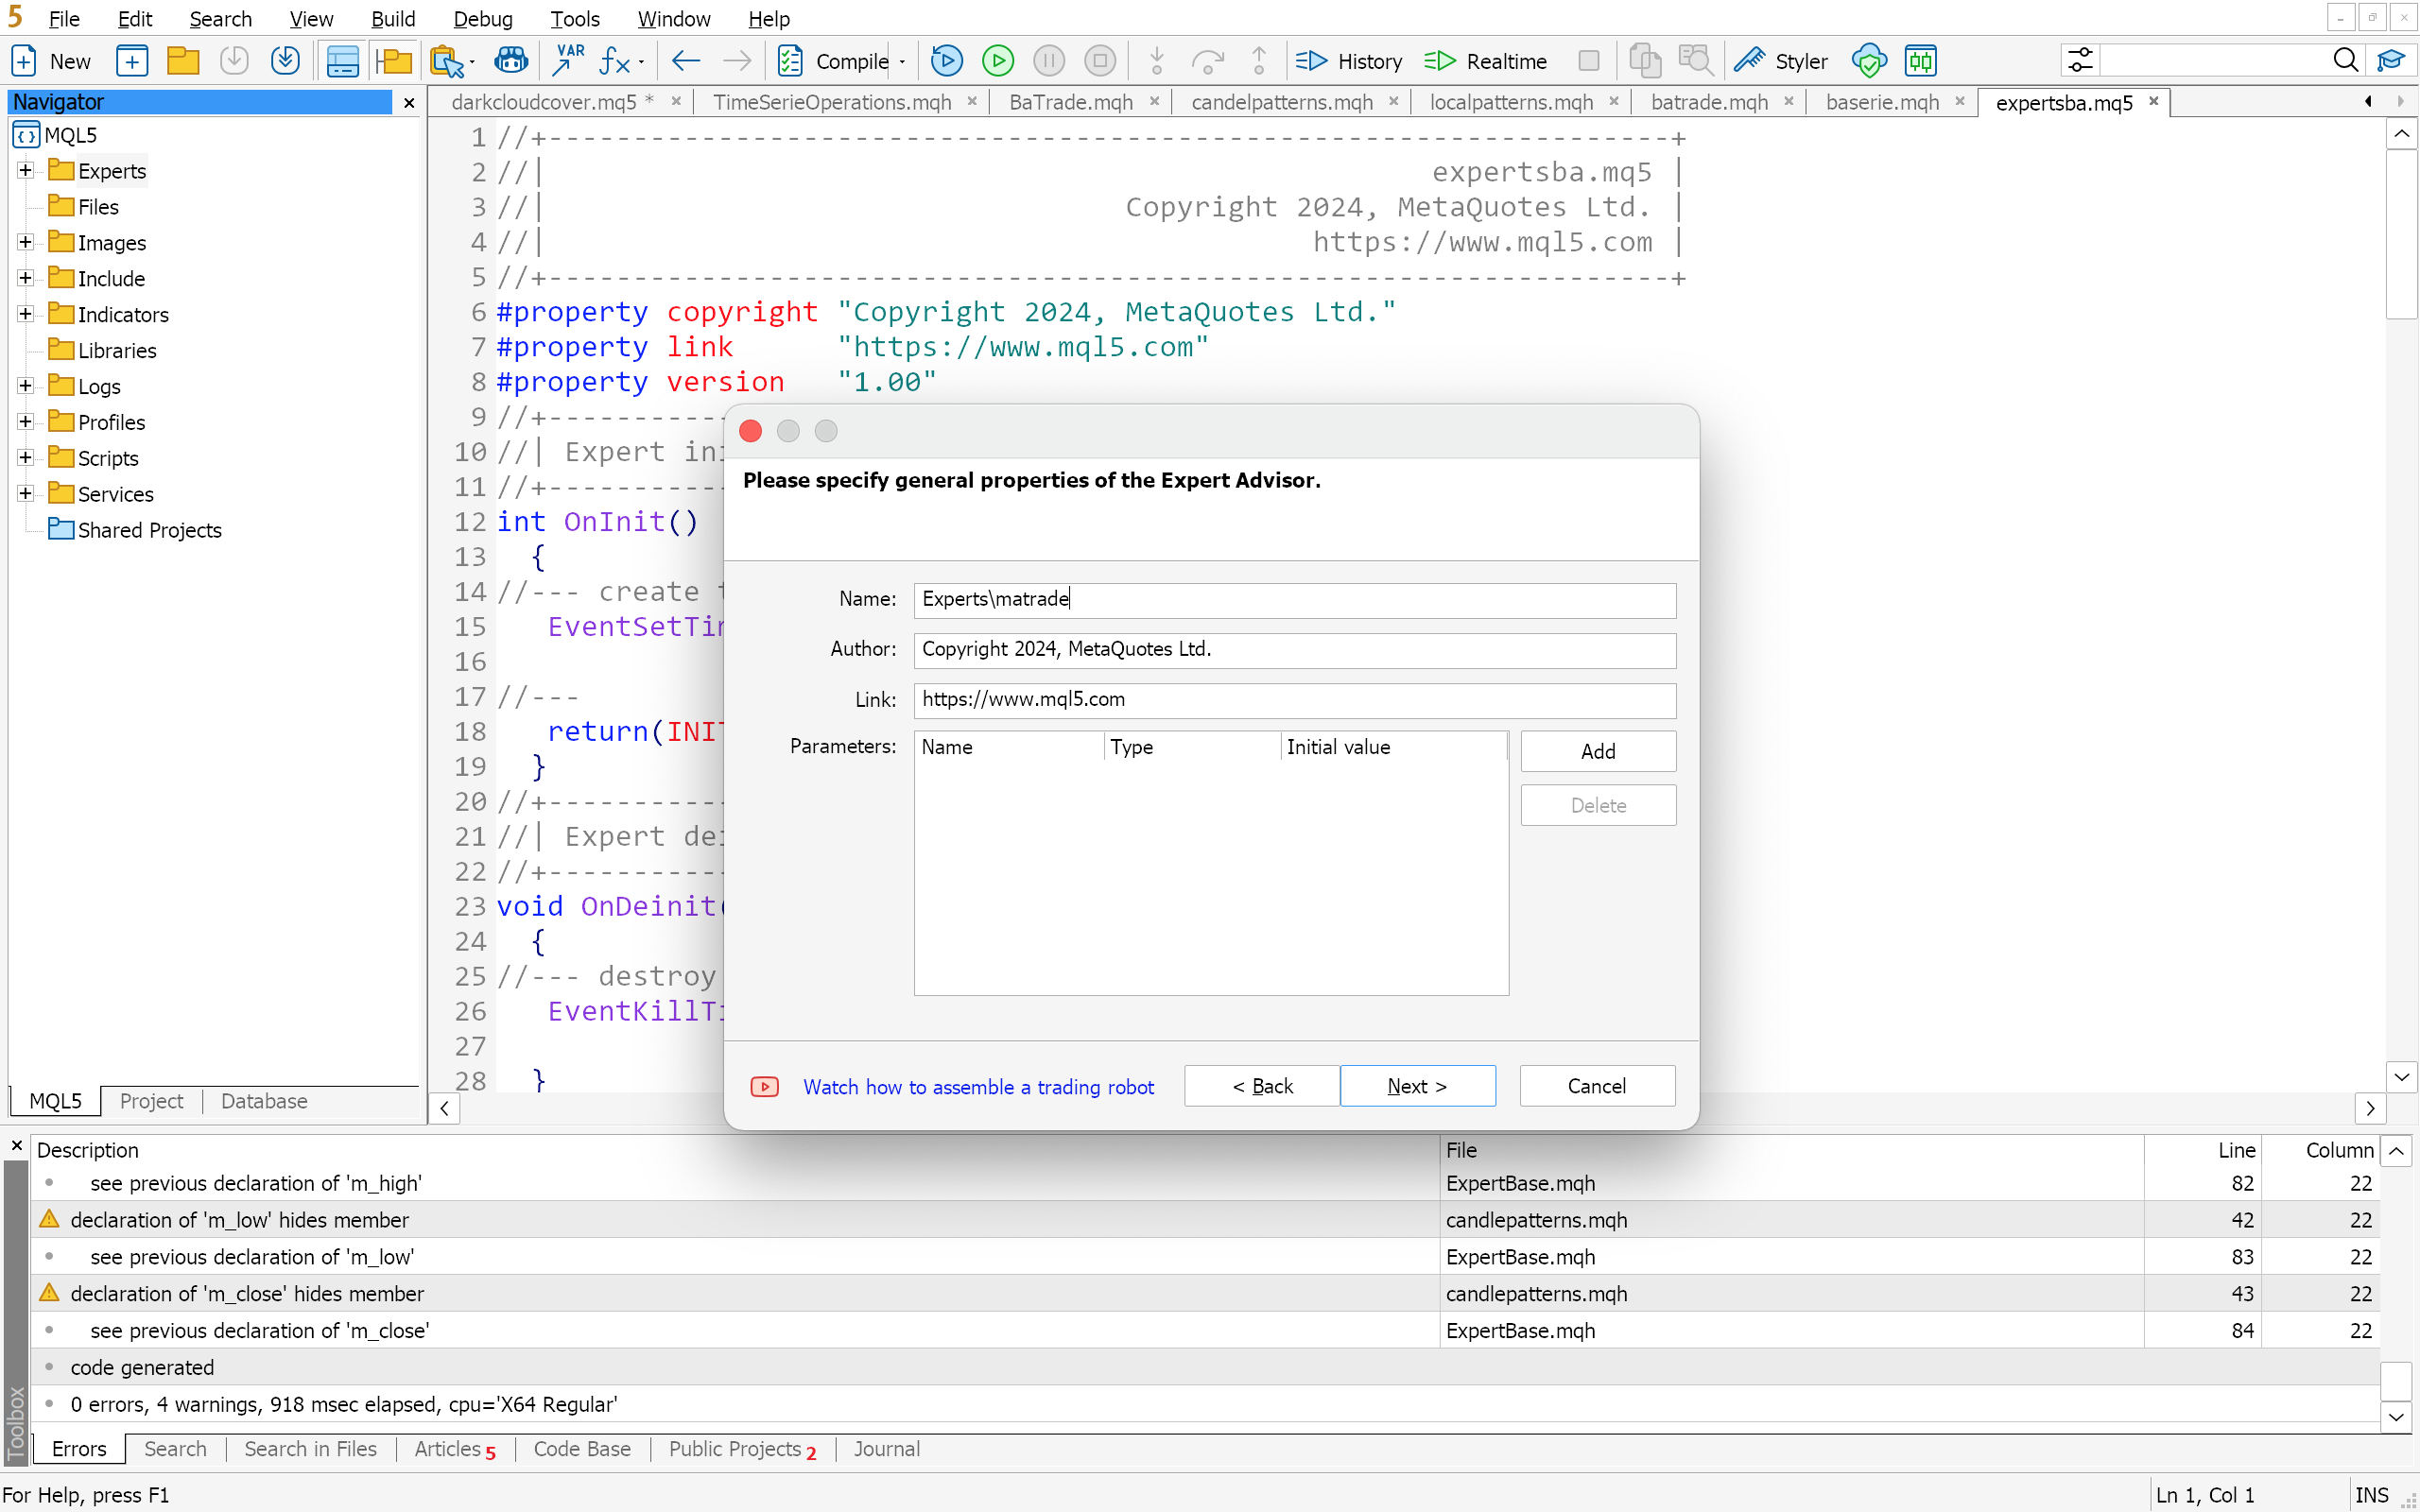 5 File Edit Search View Build Debug Tools Window Help
New VAR fx Compile History Realtime Styler
Navigator
darkcloudcover.mq5 * TimeSerieOperations.mqh BaTrade.mqh candelpatterns.mqh localpatterns.mqh batrade.mqh baserie.mqh expertsba.mq5
MQL5
Experts
Files
Images
Include
Indicators
Libraries
Logs
Profiles
Scripts
Services
Shared Projects
MQL5 Project Database
1 //+------------------------------------------------------------------+
2 //| expertsba.mq5 |
3 //| Copyright 2024, MetaQuotes Ltd. |
4 //| https://www.mql5.com |
5 //+------------------------------------------------------------------+
6 #property copyright "Copyright 2024, MetaQuotes Ltd."
7 #property link "https://www.mql5.com"
8 #property version "1.00"
9 //+-----------
10 //| Expert ini
11 //+-----------
12 int OnInit()
13 {
14 //--- create t
15 EventSetTim
16
17 //---
18 return(INIT
19 }
20 //+-----------
21 //| Expert dei
22 //+-----------
23 void OnDeinit(
24 {
25 //--- destroy
26 EventKillTi
27
28 }
Please specify general properties of the Expert Advisor.
Name: Experts\matrade
Author: Copyright 2024, MetaQuotes Ltd.
Link: https://www.mql5.com
Parameters: Name Type Initial value
Add
Delete
Watch how to assemble a trading robot < Back Next > Cancel
Description File Line Column
see previous declaration of 'm_high' ExpertBase.mqh 82 22
declaration of 'm_low' hides member candlepatterns.mqh 42 22
see previous declaration of 'm_low' ExpertBase.mqh 83 22
declaration of 'm_close' hides member candlepatterns.mqh 43 22
see previous declaration of 'm_close' ExpertBase.mqh 84 22
code generated
0 errors, 4 warnings, 918 msec elapsed, cpu='X64 Regular'
Toolbox
Errors Search Search in Files Articles 5 Code Base Public Projects 2 Journal
For Help, press F1 Ln 1, Col 1 INS